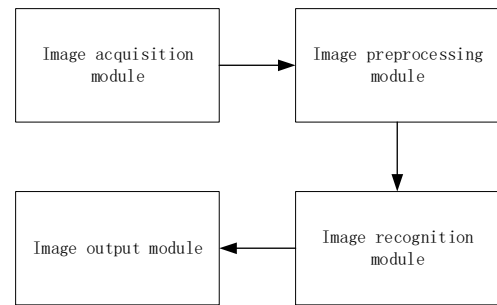 Image acquisition
module
Image preprocessing
module
Image recognition
module
Image output module